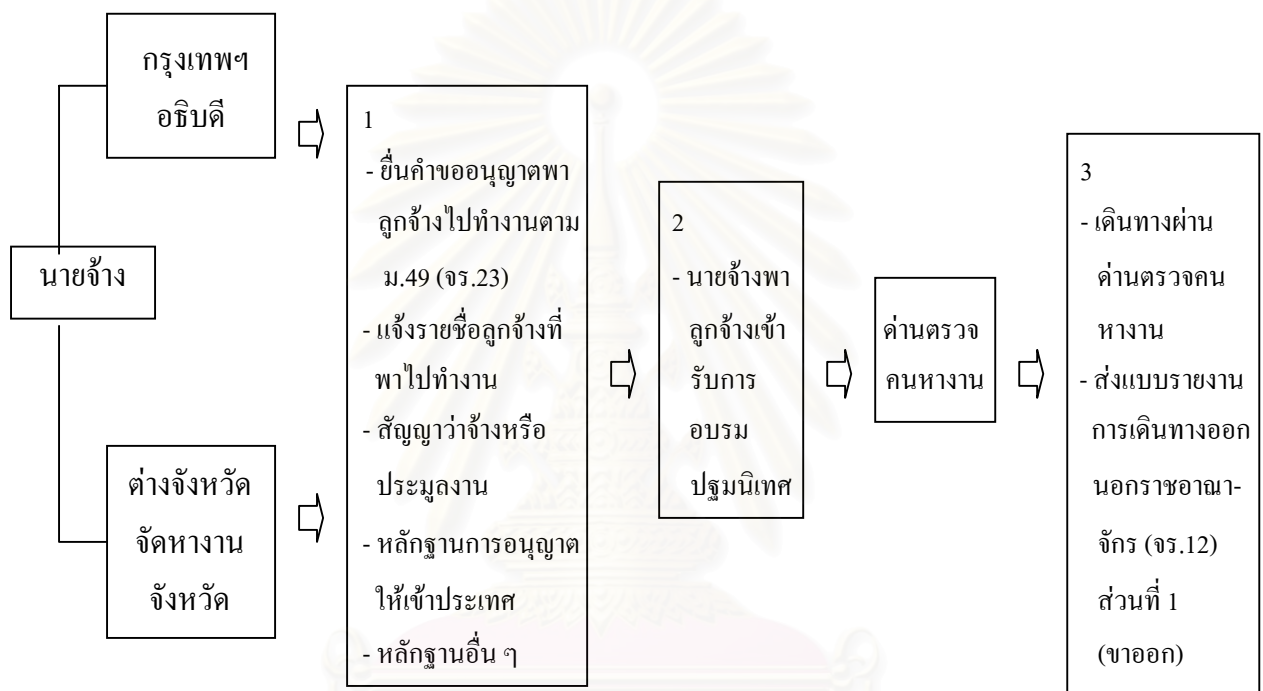 กรุงเทพฯ
อธิบดี
นายจ้าง
ต่างจังหวัด
จัดหางาน
จังหวัด
1
- ยื่นคำขออนุญาตพา
ลูกจ้างไปทำงานตาม
ม.49 (จร.23)
- แจ้งรายชื่อลูกจ้างที่
พาไปทำงาน
- สัญญาว่าจ้างหรือ
ประมูลงาน
- หลักฐานการอนุญาต
ให้เข้าประเทศ
- หลักฐานอื่น ๆ
2
- นายจ้างพา
ลูกจ้างเข้า
รับการ
อบรม
ปฐมนิเทศ
ด่านตรวจ
คนหางาน
3
- เดินทางผ่าน
ด่านตรวจคน
หางาน
- ส่งแบบรายงาน
การเดินทางออก
นอกราชอาณา-
จักร (จร.12)
ส่วนที่ 1
(ขาออก)